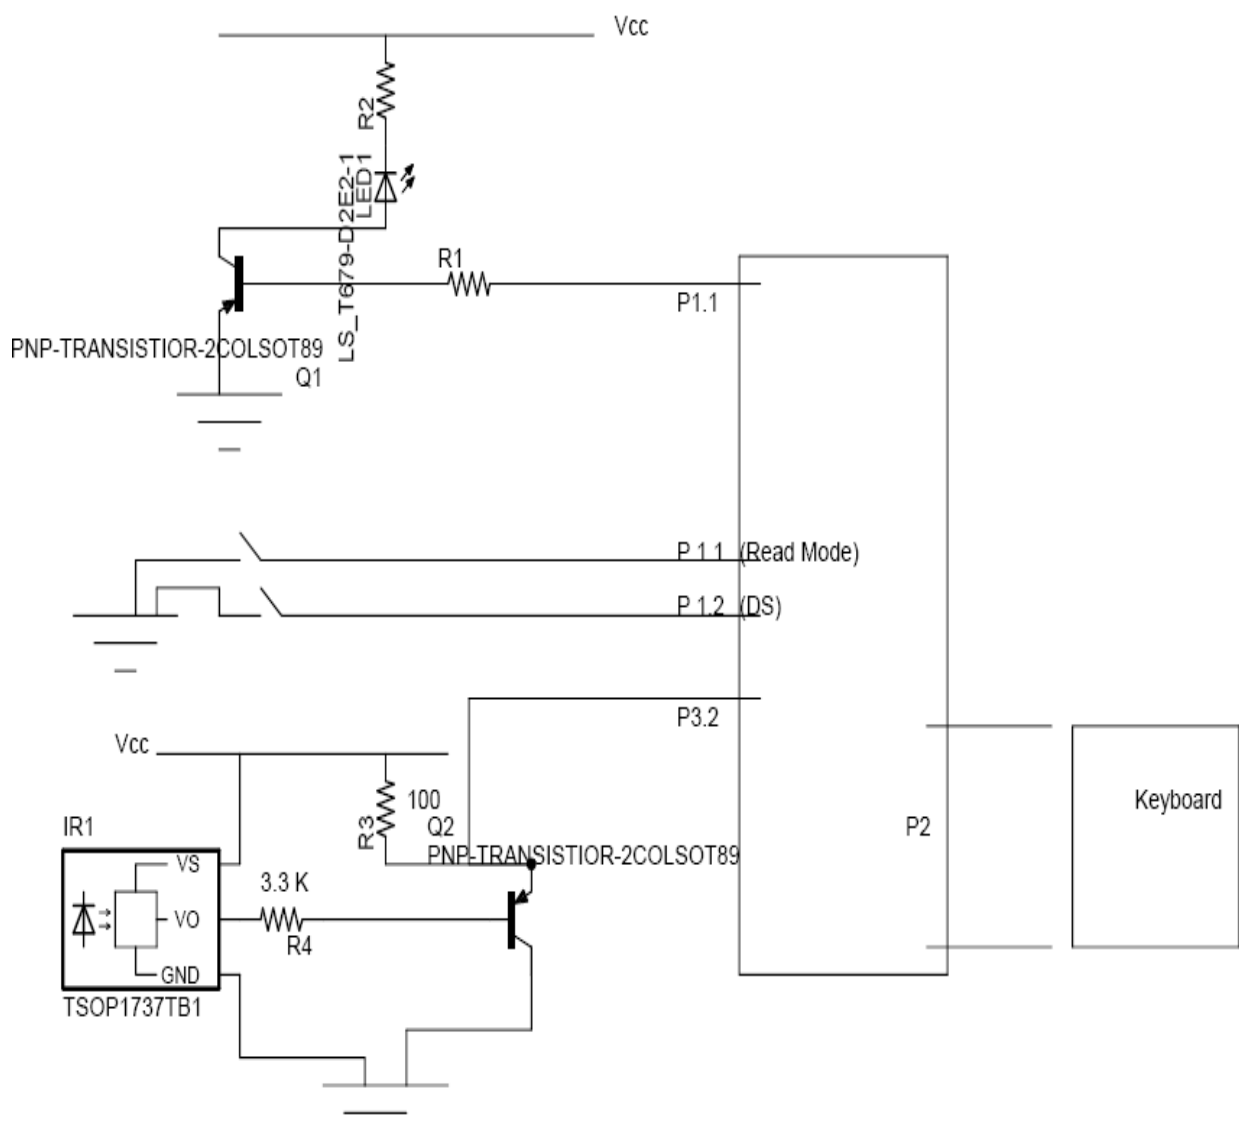 Vcc
R2
LED1
LS_T679-D2E2-1
R1
P1.1
PNP-TRANSISTIOR-2COLSOT89
Q1
P 1.1 (Read Mode)
P 1.2 (DS)
P3.2
Vcc
100
R3
Q2
PNP-TRANSISTIOR-2COLSOT89
Keyboard
P2
IR1
VS
3.3 K
VO
R4
GND
TSOP1737TB1